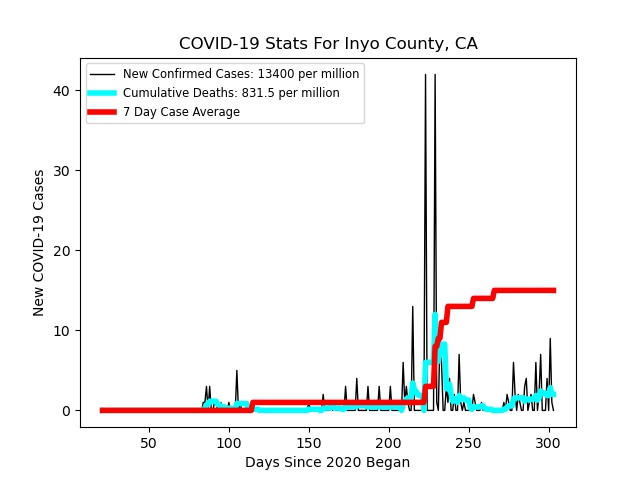 COVID-19 Stats For Inyo County, CA
New Confirmed Cases: 13400 per million
Cumulative Deaths: 831.5 per million
7 Day Case Average
New COVID-19 Cases
40
30
20
10
0
50 100 150 200 250 300
Days Since 2020 Began